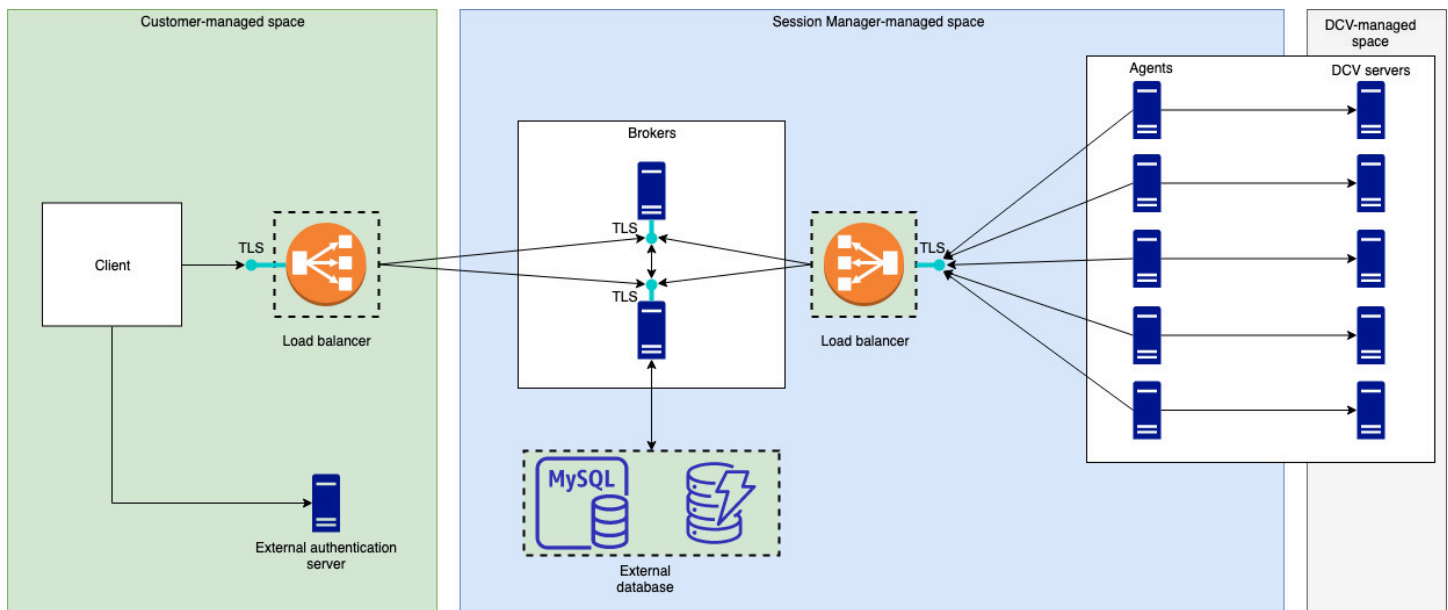 Customer-managed space
Session Manager-managed space
DCV-managed
space
Agents
DCV servers
Brokers
TLS
TLS
TLS
TLS
Client
Load balancer
Load balancer
MySQL
External authentication
server
External
database